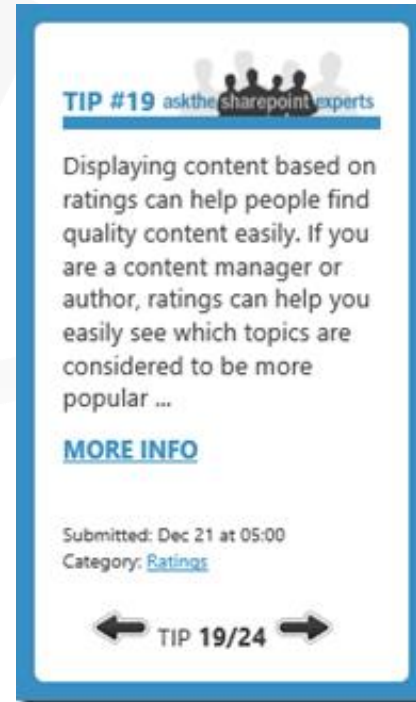 TIP #19 askthe sharepoint experts
Displaying content based on
ratings can help people find
quality content easily. If you
are a content manager or
author, ratings can help you
easily see which topics are
considered to be more
popular ...
MORE INFO
Submitted: Dec 21 at 05:00
Category: Ratings
TIP 19/24